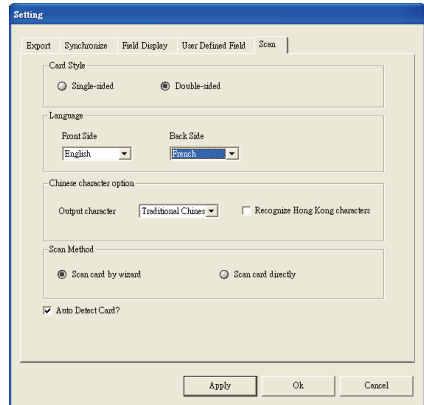 Setting
Export Synchronize Field Display User Defined Field Scan
Card Style
Single-sided Double-sided
Language
Front Side Back Side
English French
Chinese character option
Output character Traditional Chines Recognize Hong Kong characters
Scan Method
Scan card by wizard Scan card directly
Auto Detect Card?
Apply Ok Cancel